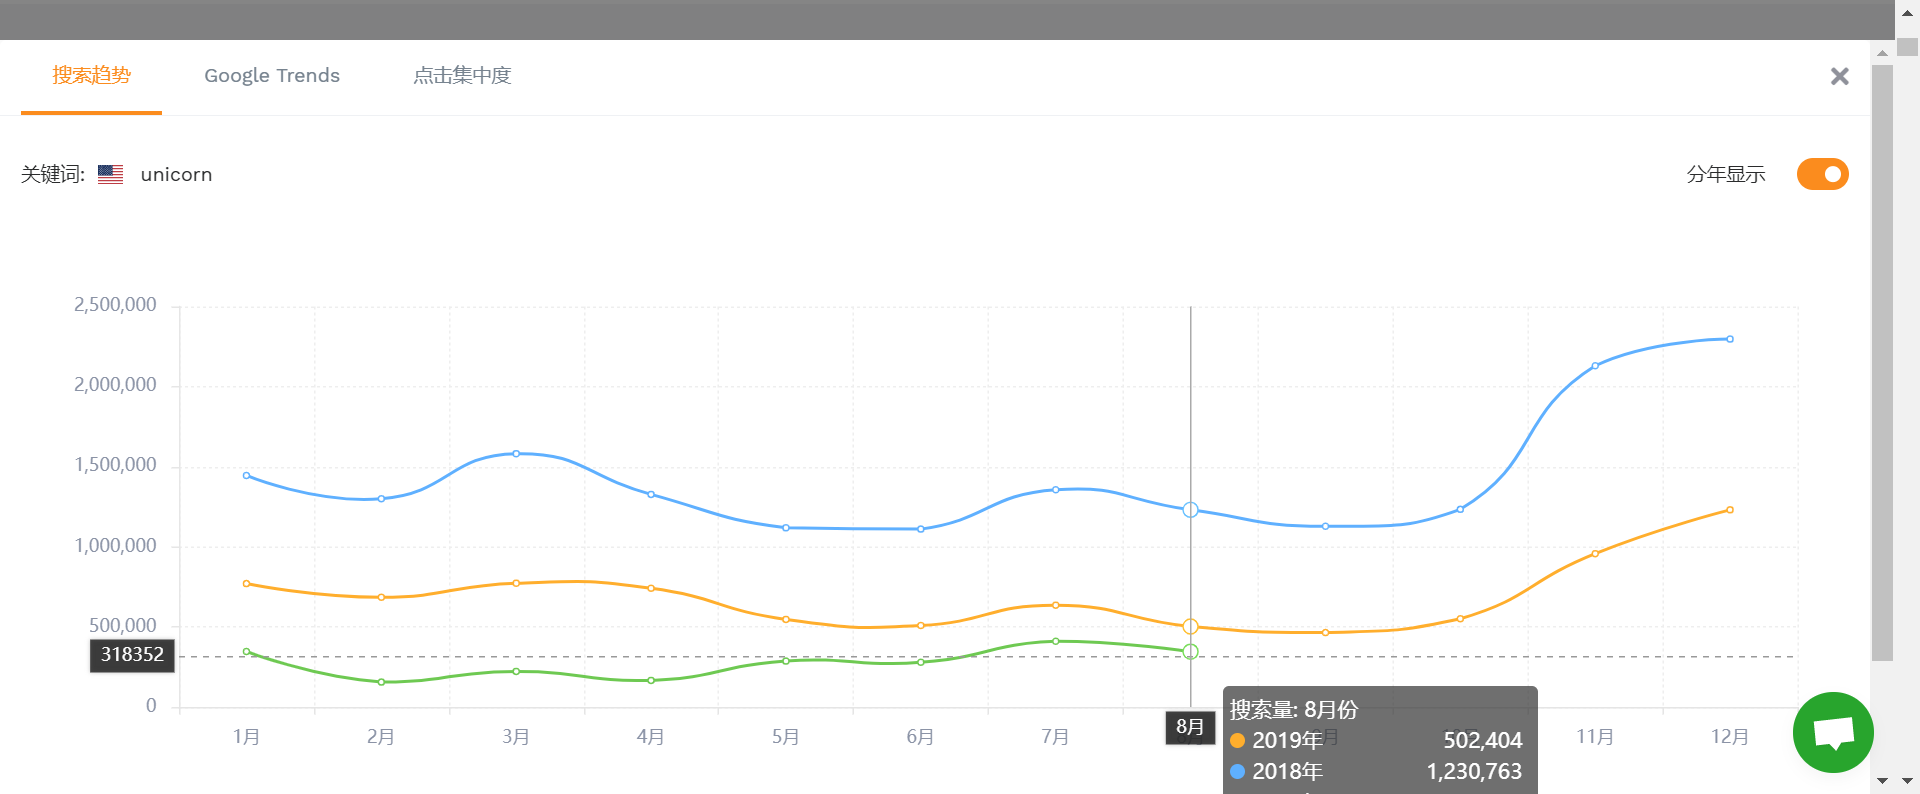 搜索趋势
Google Trends
点击集中度
关键词: unicorn
分年显示
2,500,000
2,000,000
1,500,000
1,000,000
500,000
318352
0
1月
2月
3月
4月
5月
6月
7月
8月
月
11月
12月
搜索量: 8月份
2019年 502,404
2018年 1,230,763